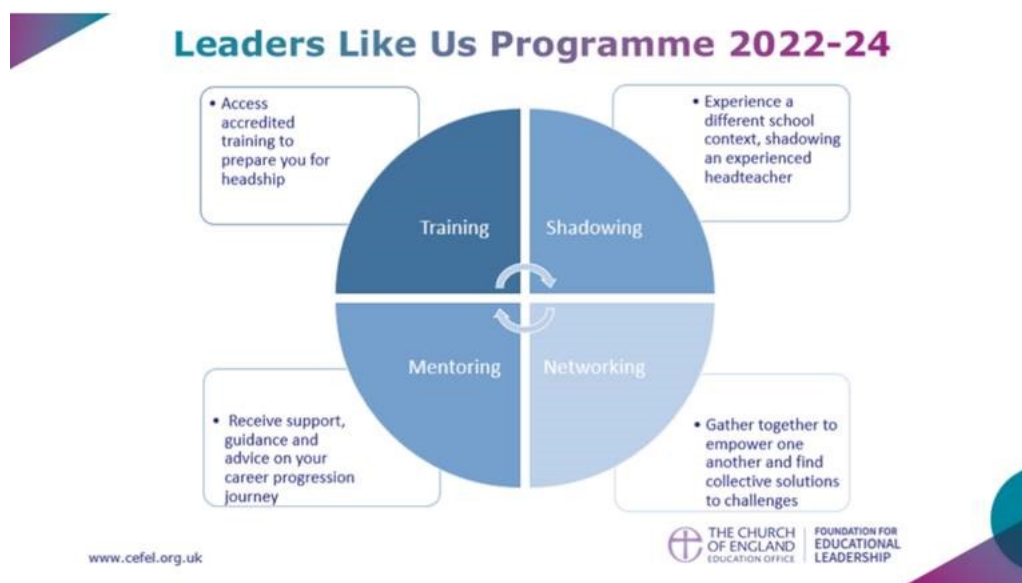 Leaders Like Us Programme 2022-24
• Access
accredited
training to
prepare you for
headship
• Experience a
different school
context, shadowing
an experienced
headteacher
Training
Shadowing
Mentoring
Networking
• Receive support,
guidance and
advice on your
career progression
journey
• Gather together to
empower one
another and find
collective solutions
to challenges
www.cefel.org.uk
THE CHURCH
OF ENGLAND
EDUCATION OFFICE
FOUNDATION FOR
EDUCATIONAL
LEADERSHIP